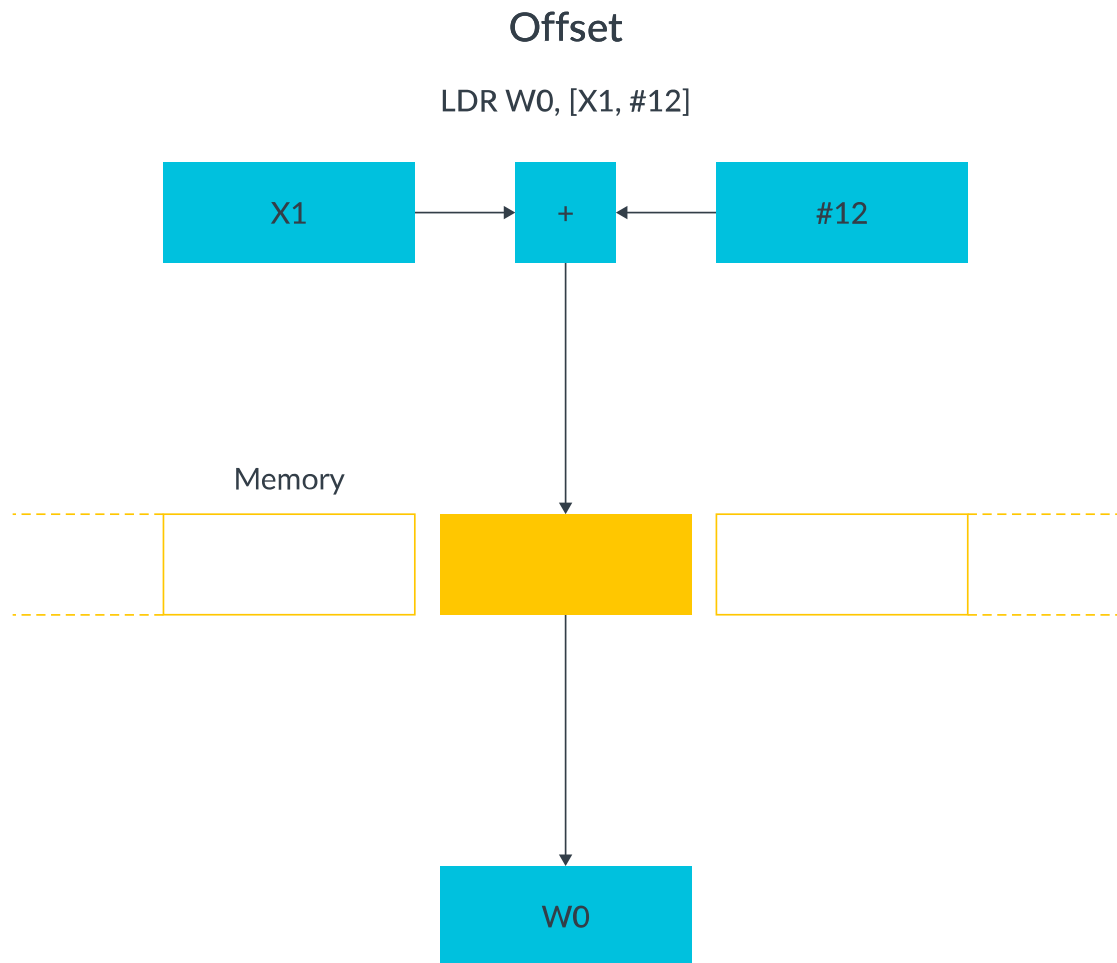 Offset
LDR W0, [X1, #12]
X1
+
#12
Memory
W0